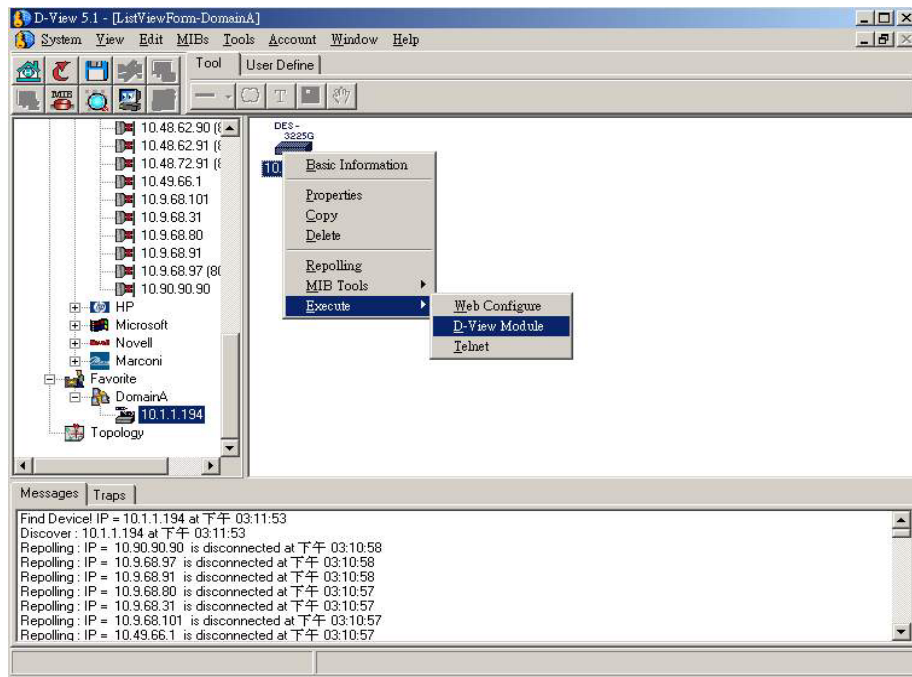 D-View 5.1 - [ListViewForm-DomainA]
System View Edit MIBs Tools Account Window Help
Tool User Define
MIB
T
10.48.62.90 (8
10.48.62.91 (8
10.48.72.91 (8
10.49.66.1
10.9.68.101
10.9.68.31
10.9.68.80
10.9.68.91
10.9.68.97 (80
10.90.90.90
HP
Microsoft
Novell
Marconi
Favorite
DomainA
10.1.1.194
Topology
DES-
3225G
10.
Basic Information
Properties
Copy
Delete
Repolling
MIB Tools
Execute
Web Configure
D-View Module
Telnet
Messages Traps
Find Device! IP = 10.1.1.194 at 下午 03:11:53
Discover : 10.1.1.194 at 下午 03:11:53
Repolling : IP = 10.90.90.90 is disconnected at 下午 03:10:58
Repolling : IP = 10.9.68.97 is disconnected at 下午 03:10:58
Repolling : IP = 10.9.68.91 is disconnected at 下午 03:10:58
Repolling : IP = 10.9.68.80 is disconnected at 下午 03:10:57
Repolling : IP = 10.9.68.31 is disconnected at 下午 03:10:57
Repolling : IP = 10.9.68.101 is disconnected at 下午 03:10:57
Repolling : IP = 10.49.66.1 is disconnected at 下午 03:10:57